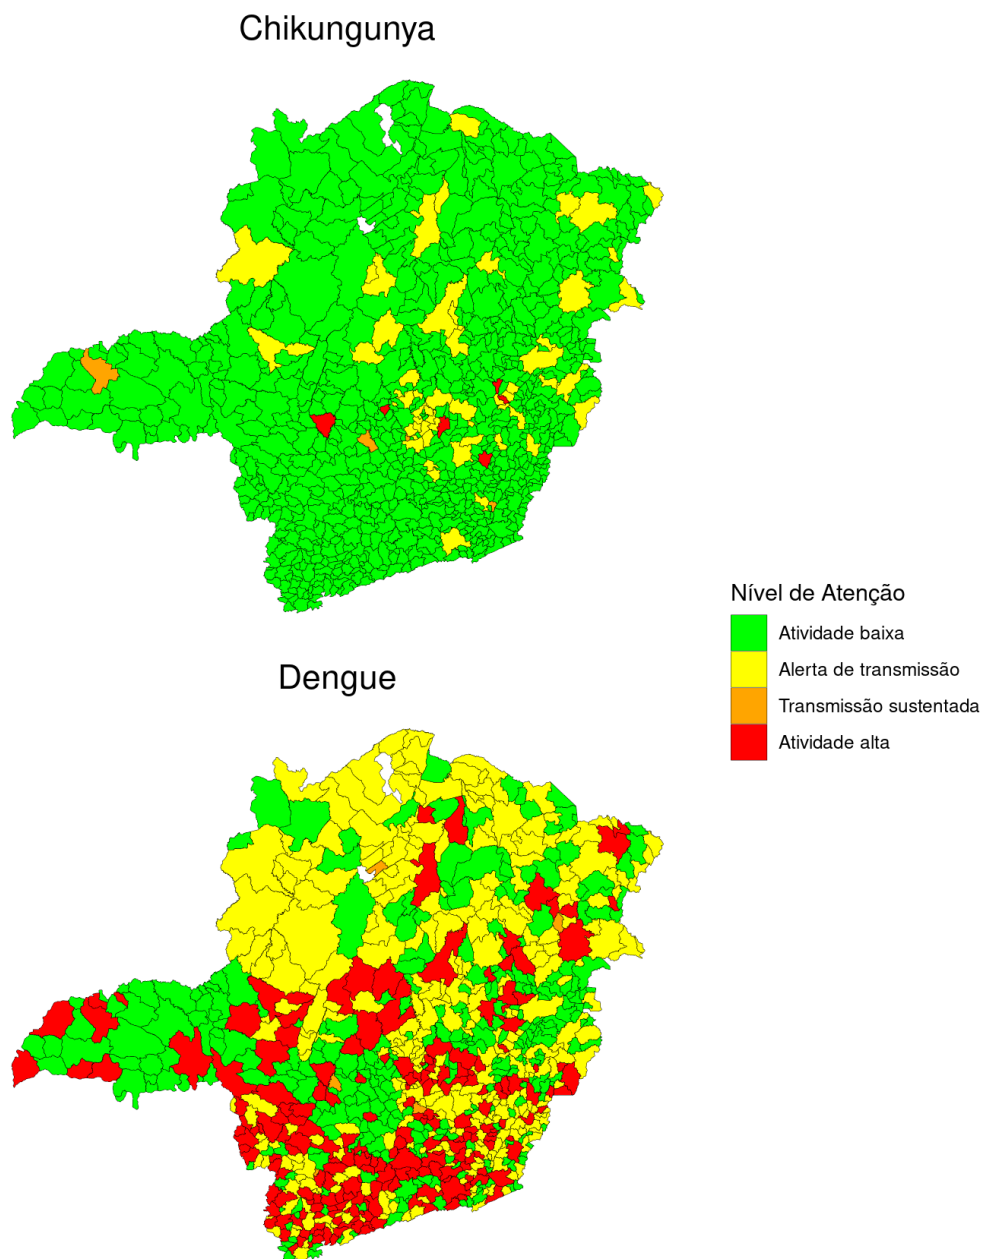 Chikungunya
Nível de Atenção
Atividade baixa
Alerta de transmissão
Transmissão sustentada
Atividade alta
Dengue